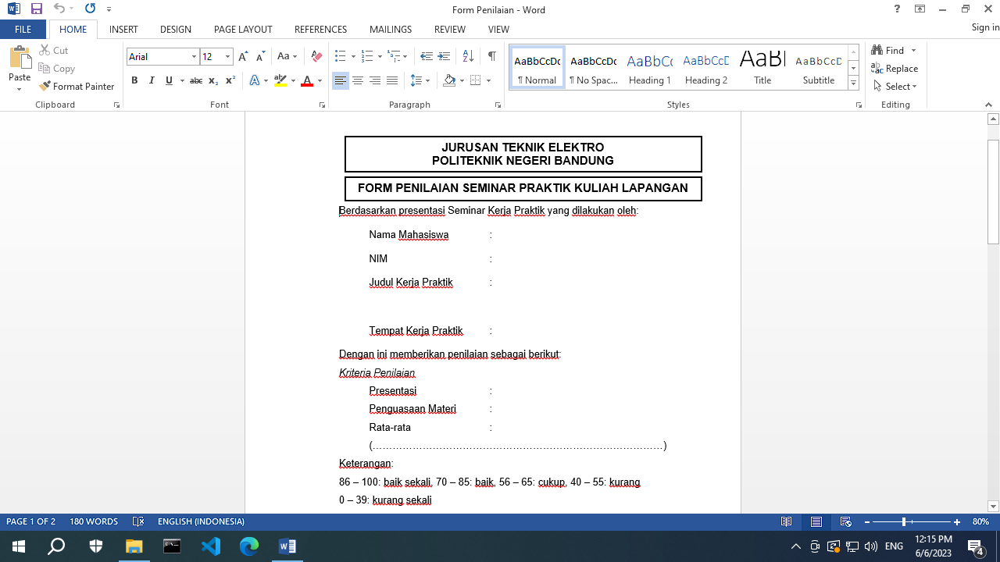 Form Penilaian - Word
Sign in
FILE HOME INSERT DESIGN PAGE LAYOUT REFERENCES MAILINGS REVIEW VIEW
Paste
Cut
Copy
Format Painter
Clipboard
Arial 12
Font
Paragraph
AaBbCcDc AaBbCcDc AaBbCc AaBbCcD AaB AaBbCcD
¶ Normal ¶ No Spac... Heading 1 Heading 2 Title Subtitle
Styles
Find
Replace
Select
Editing
JURUSAN TEKNIK ELEKTRO
POLITEKNIK NEGERI BANDUNG
FORM PENILAIAN SEMINAR PRAKTIK KULIAH LAPANGAN
Berdasarkan presentasi Seminar Kerja Praktik yang dilakukan oleh:
Nama Mahasiswa :
NIM :
Judul Kerja Praktik :
Tempat Kerja Praktik :
Dengan ini memberikan penilaian sebagai berikut:
Kriteria Penilaian
Presentasi :
Penguasaan Materi :
Rata-rata :
(……………………………………………………………………………)
Keterangan:
86 – 100: baik sekali, 70 – 85: baik, 56 – 65: cukup, 40 – 55: kurang
0 – 39: kurang sekali
PAGE 1 OF 2 180 WORDS ENGLISH (INDONESIA) 80%
ENG
12:15 PM
6/6/2023
4